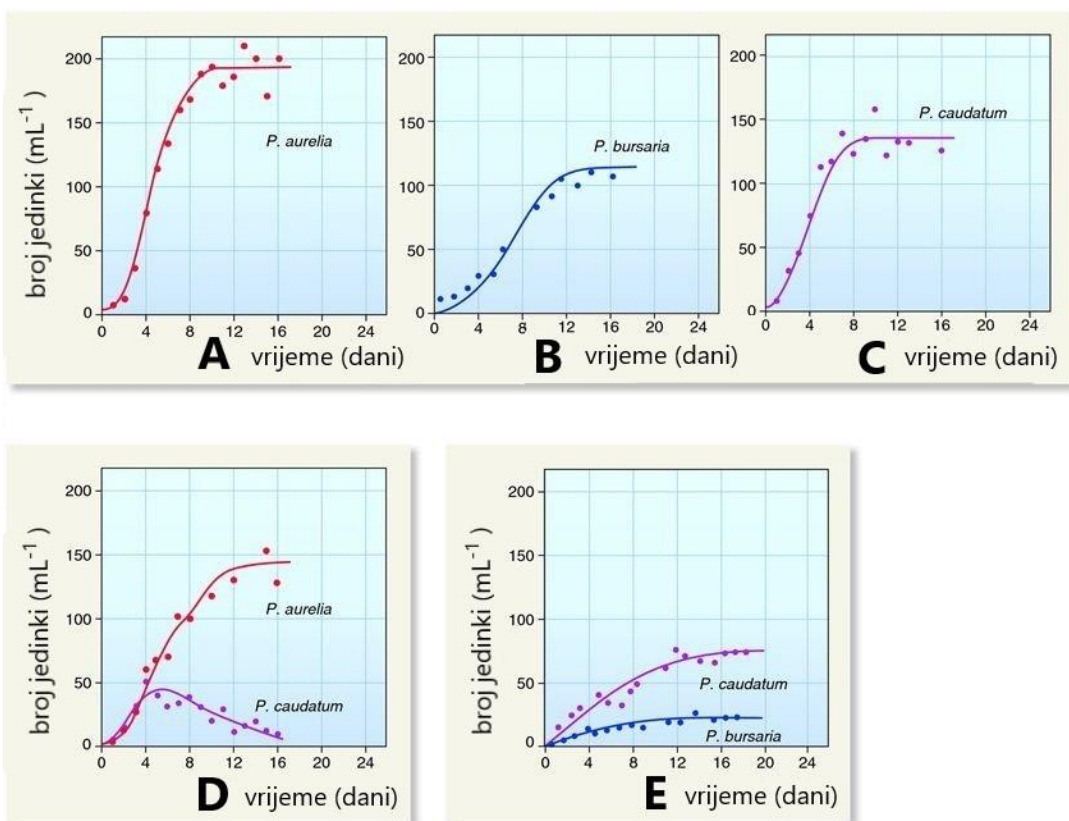 broj jedinki (mL⁻¹)
200
150
100
50
0
P. aurelia
0 4 8 12 16 20 24
A vrijeme (dani)
200
150
100
50
0
P. bursaria
0 4 8 12 16 20 24
B vrijeme (dani)
200
150
100
50
0
P. caudatum
0 4 8 12 16 20 24
C vrijeme (dani)
broj jedinki (mL⁻¹)
200
150
100
50
0
P. aurelia
P. caudatum
0 4 8 12 16 20 24
D vrijeme (dani)
broj jedinki (mL⁻¹)
200
150
100
50
0
P. caudatum
P. bursaria
0 4 8 12 16 20 24
E vrijeme (dani)